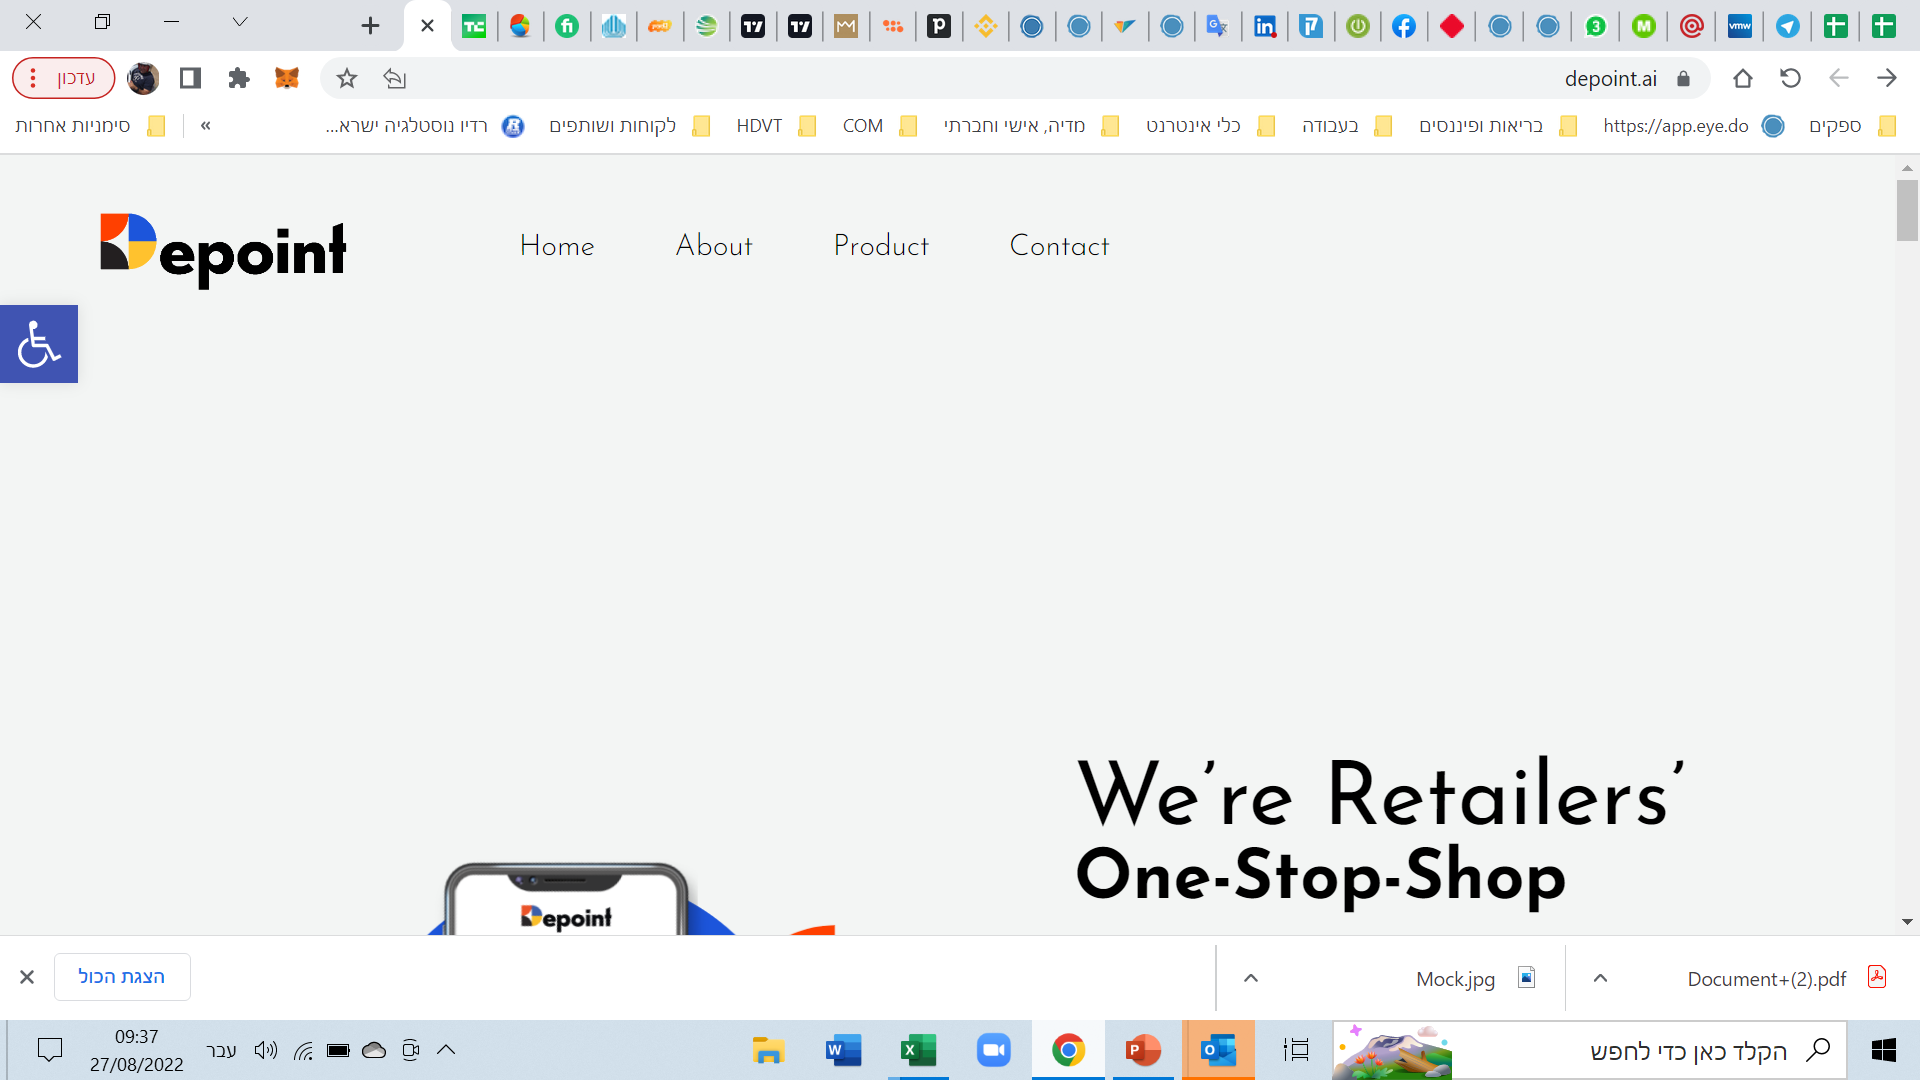 depoint.ai
עדכון
ספקים
https://app.eye.do
בריאות ופיננסים
בעבודה
כלי אינטרנט
מדיה, אישי וחברתי
COM
HDVT
לקוחות ושותפים
רדיו נוסטלגיה ישרא...
»
סימניות אחרות
Depoint
Home
About
Product
Contact
We're Retailers'
One-Stop-Shop
Depoint
Document+(2).pdf
Mock.jpg
הצגת הכול
הקלד כאן כדי לחפש
עבר
09:37
27/08/2022